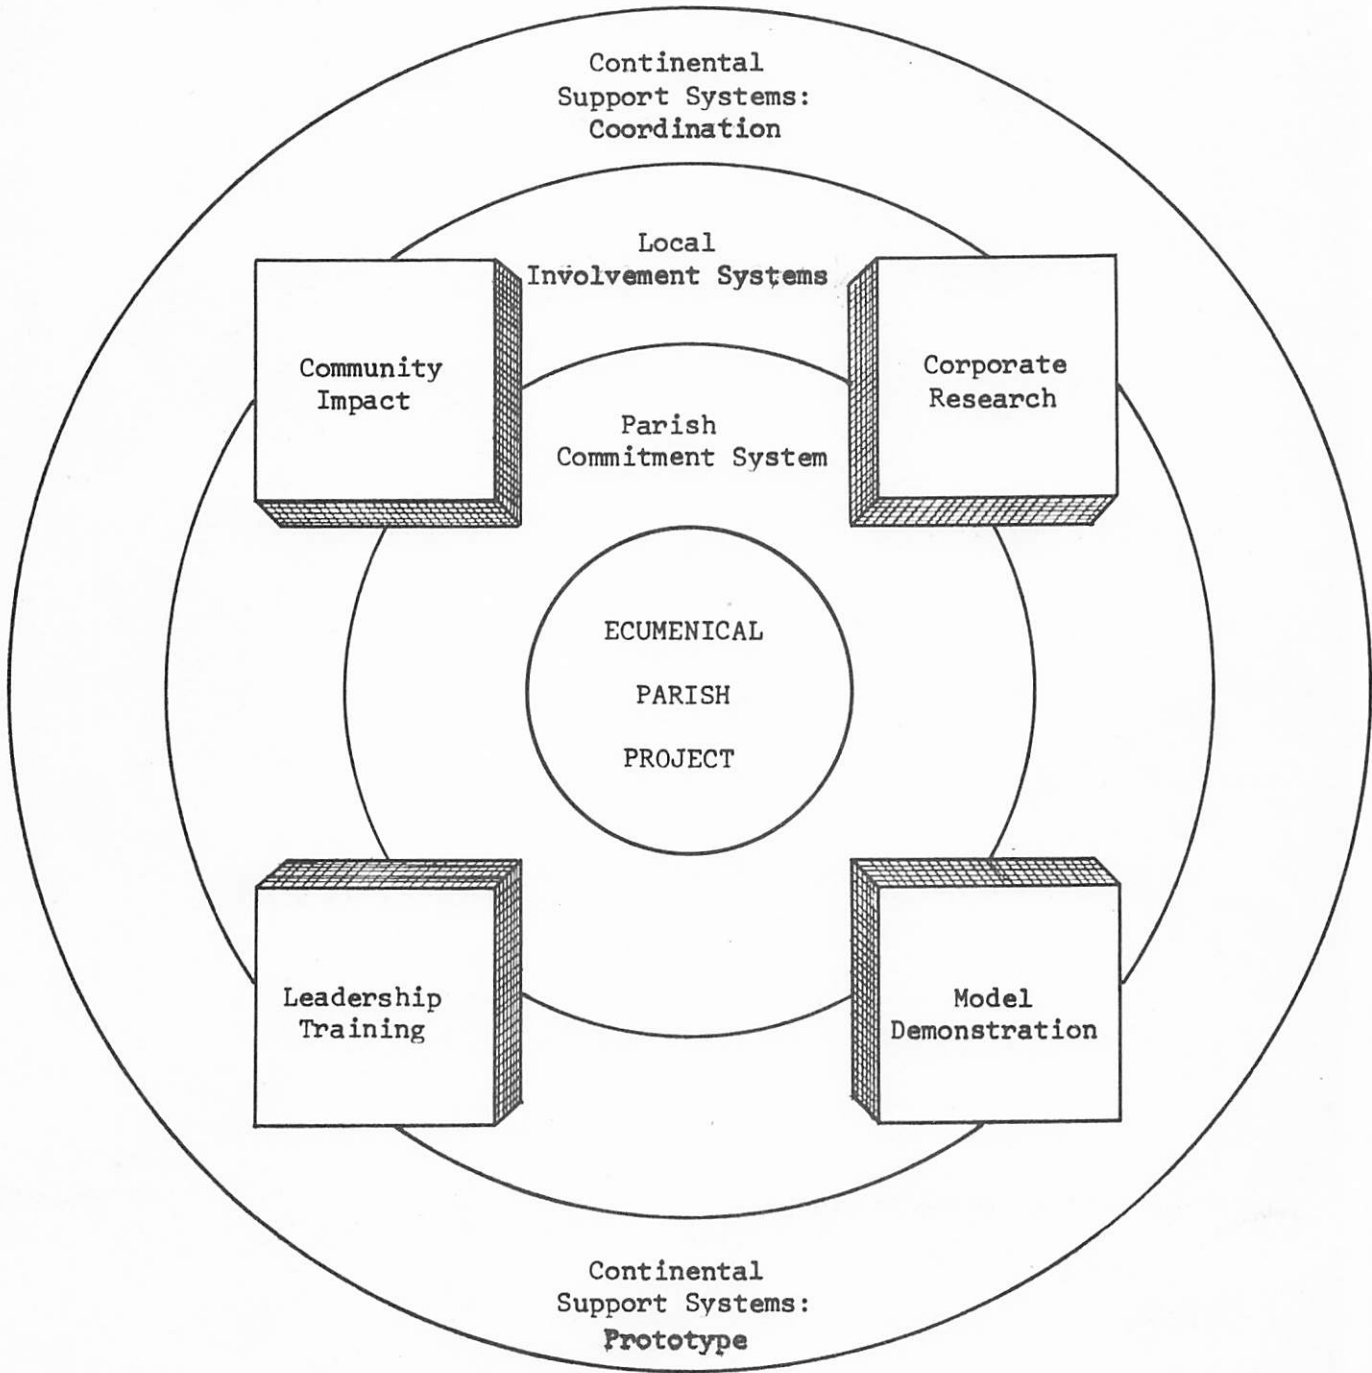 Continental
Support Systems:
Coordination
Local
Involvement Systems
Community
Impact
Corporate
Research
Parish
Commitment System
ECUMENICAL
PARISH
PROJECT
Leadership
Training
Model
Demonstration
Continental
Support Systems:
Prototype